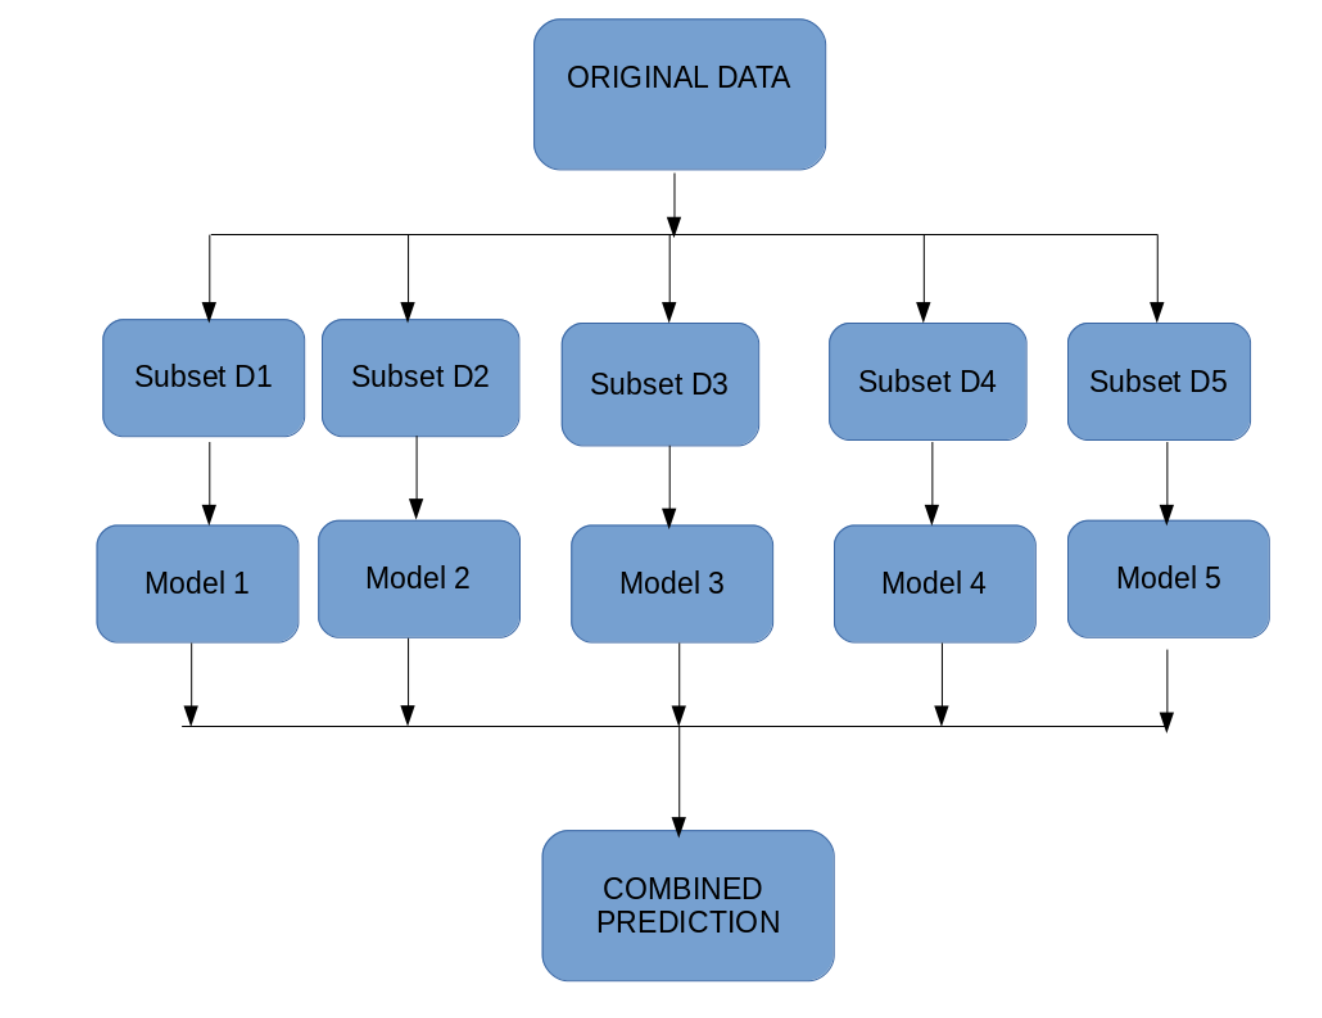 ORIGINAL DATA
Subset D1
Subset D2
Subset D3
Subset D4
Subset D5
Model 1
Model 2
Model 3
Model 4
Model 5
COMBINED
PREDICTION